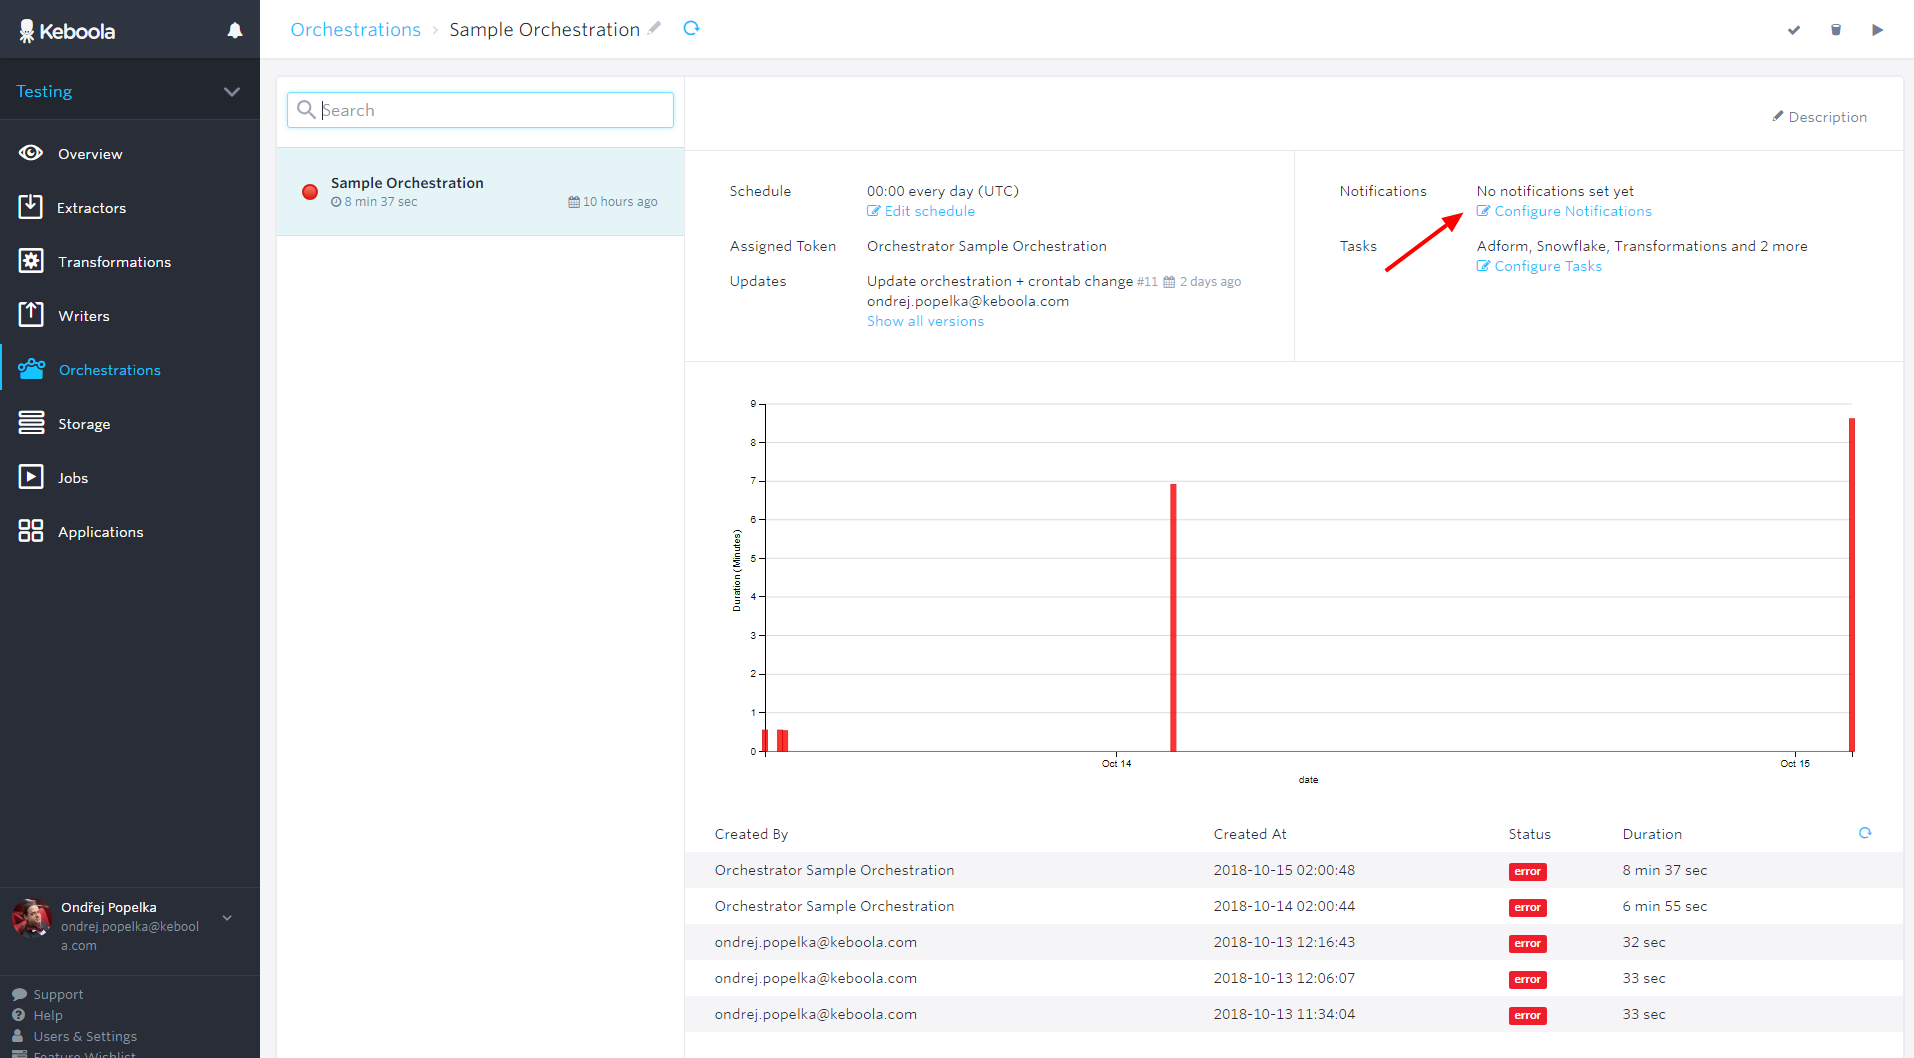 Keboola
Orchestrations › Sample Orchestration
Testing
Overview
Extractors
Transformations
Writers
Orchestrations
Storage
Jobs
Applications
Ondřej Popelka
ondrej.popelka@kebool
a.com
Support
Help
Users & Settings
Feature Wishlist
Search
Sample Orchestration
8 min 37 sec
10 hours ago
Description
Schedule
00:00 every day (UTC)
Edit schedule
Assigned Token
Orchestrator Sample Orchestration
Updates
Update orchestration + crontab change #11 2 days ago
ondrej.popelka@keboola.com
Show all versions
Notifications
No notifications set yet
Configure Notifications
Tasks
Adform, Snowflake, Transformations and 2 more
Configure Tasks
Duration (Minutes)
9
8
7
6
5
4
3
2
1
0
Oct 14
Oct 15
date
Created By Created At Status Duration
Orchestrator Sample Orchestration 2018-10-15 02:00:48 error 8 min 37 sec
Orchestrator Sample Orchestration 2018-10-14 02:00:44 error 6 min 55 sec
ondrej.popelka@keboola.com 2018-10-13 12:16:43 error 32 sec
ondrej.popelka@keboola.com 2018-10-13 12:06:07 error 33 sec
ondrej.popelka@keboola.com 2018-10-13 11:34:04 error 33 sec